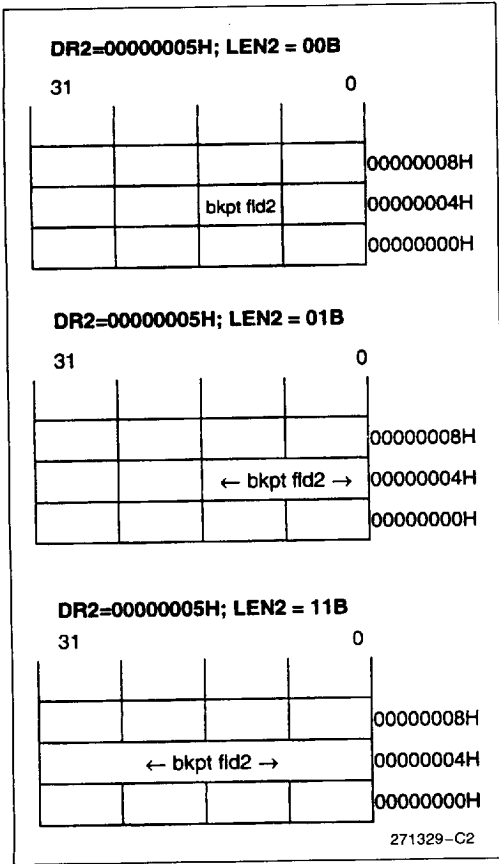 DR2=00000005H; LEN2 = 00B
31 0
00000008H
bkpt fld2 00000004H
00000000H
DR2=00000005H; LEN2 = 01B
31 0
00000008H
← bkpt fld2 → 00000004H
00000000H
DR2=00000005H; LEN2 = 11B
31 0
00000008H
← bkpt fld2 → 00000004H
00000000H
271329–C2